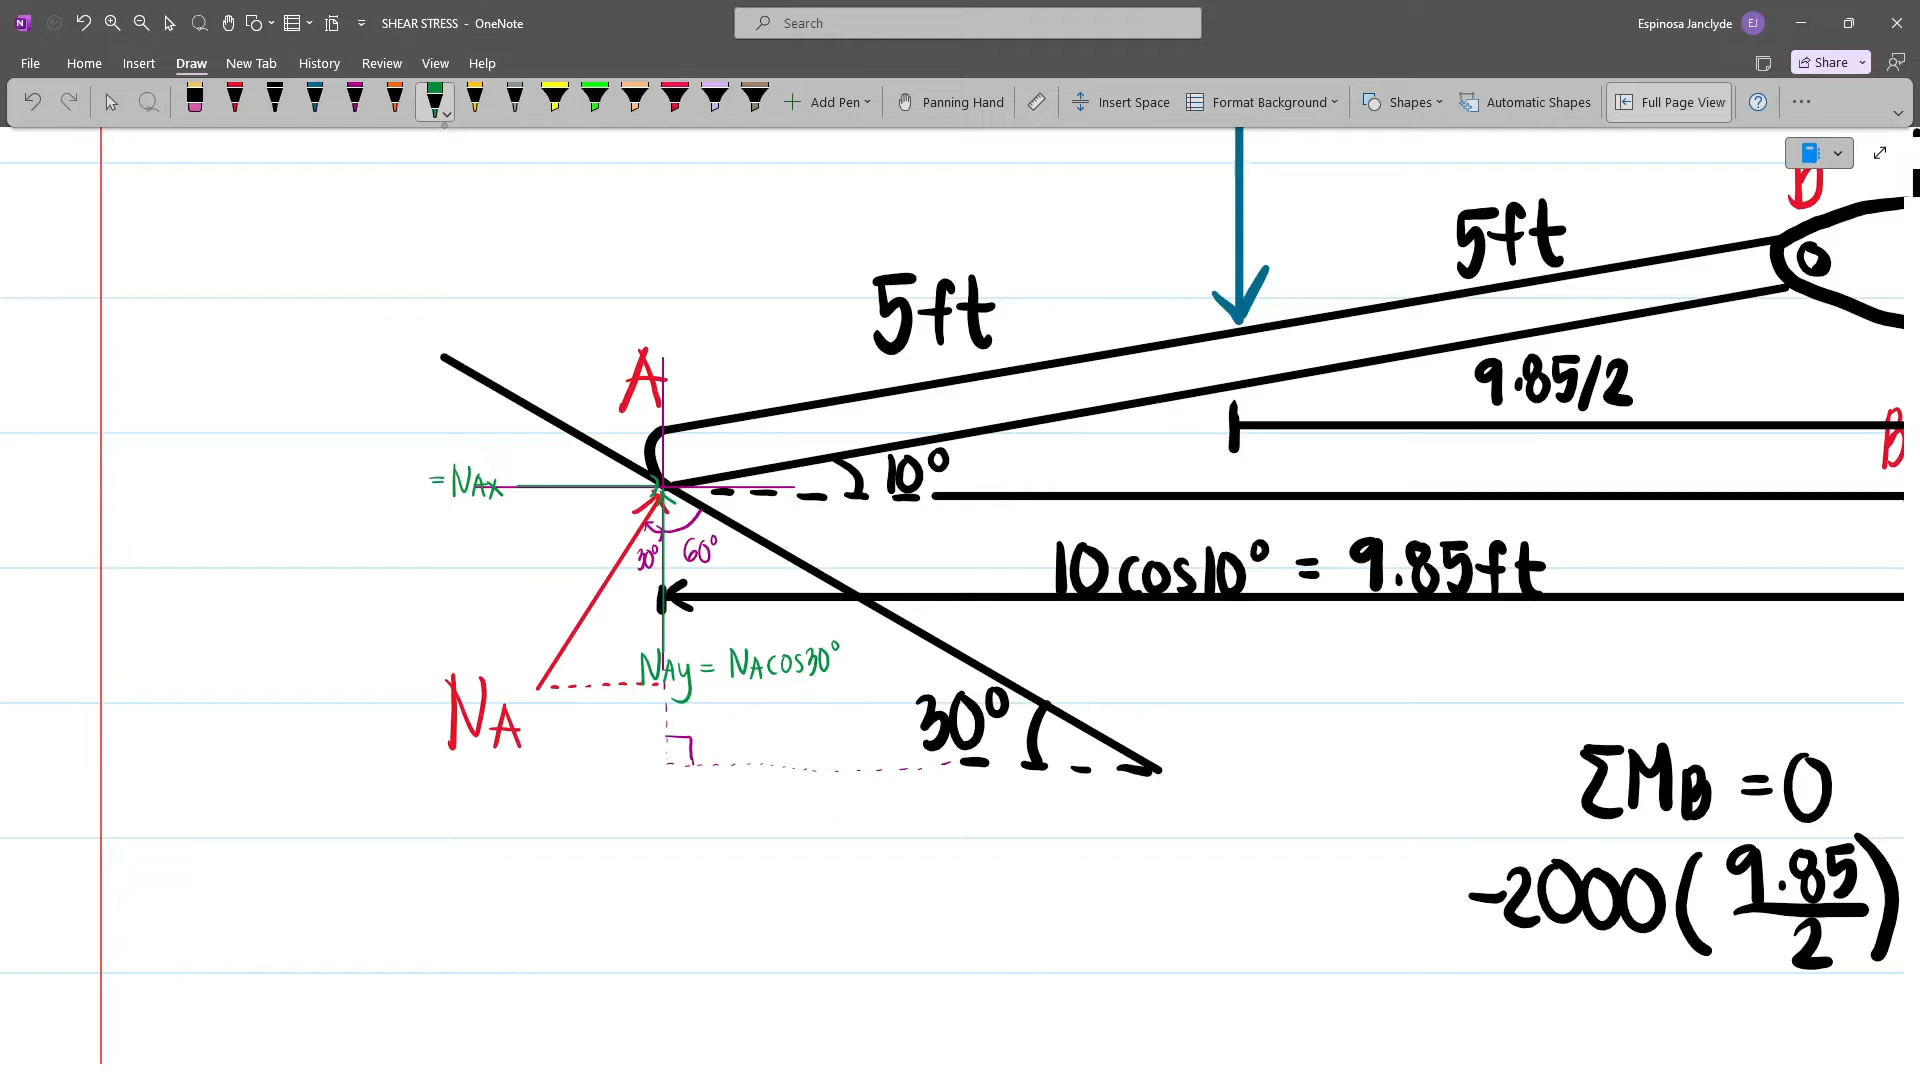 SHEAR STRESS - OneNote
Search
Espinosa Janclyde
EJ
File Home Insert Draw New Tab History Review View Help
Share
Add Pen
Panning Hand
Insert Space
Format Background
Shapes
Automatic Shapes
Full Page View
B
5ft
5ft
A
9.85/2
B
10°
= NAx
30° 60°
10cos10° = 9.85ft
NAy = NAcos30°
NA
30°
ΣMB = 0
-2000(9.85/2)